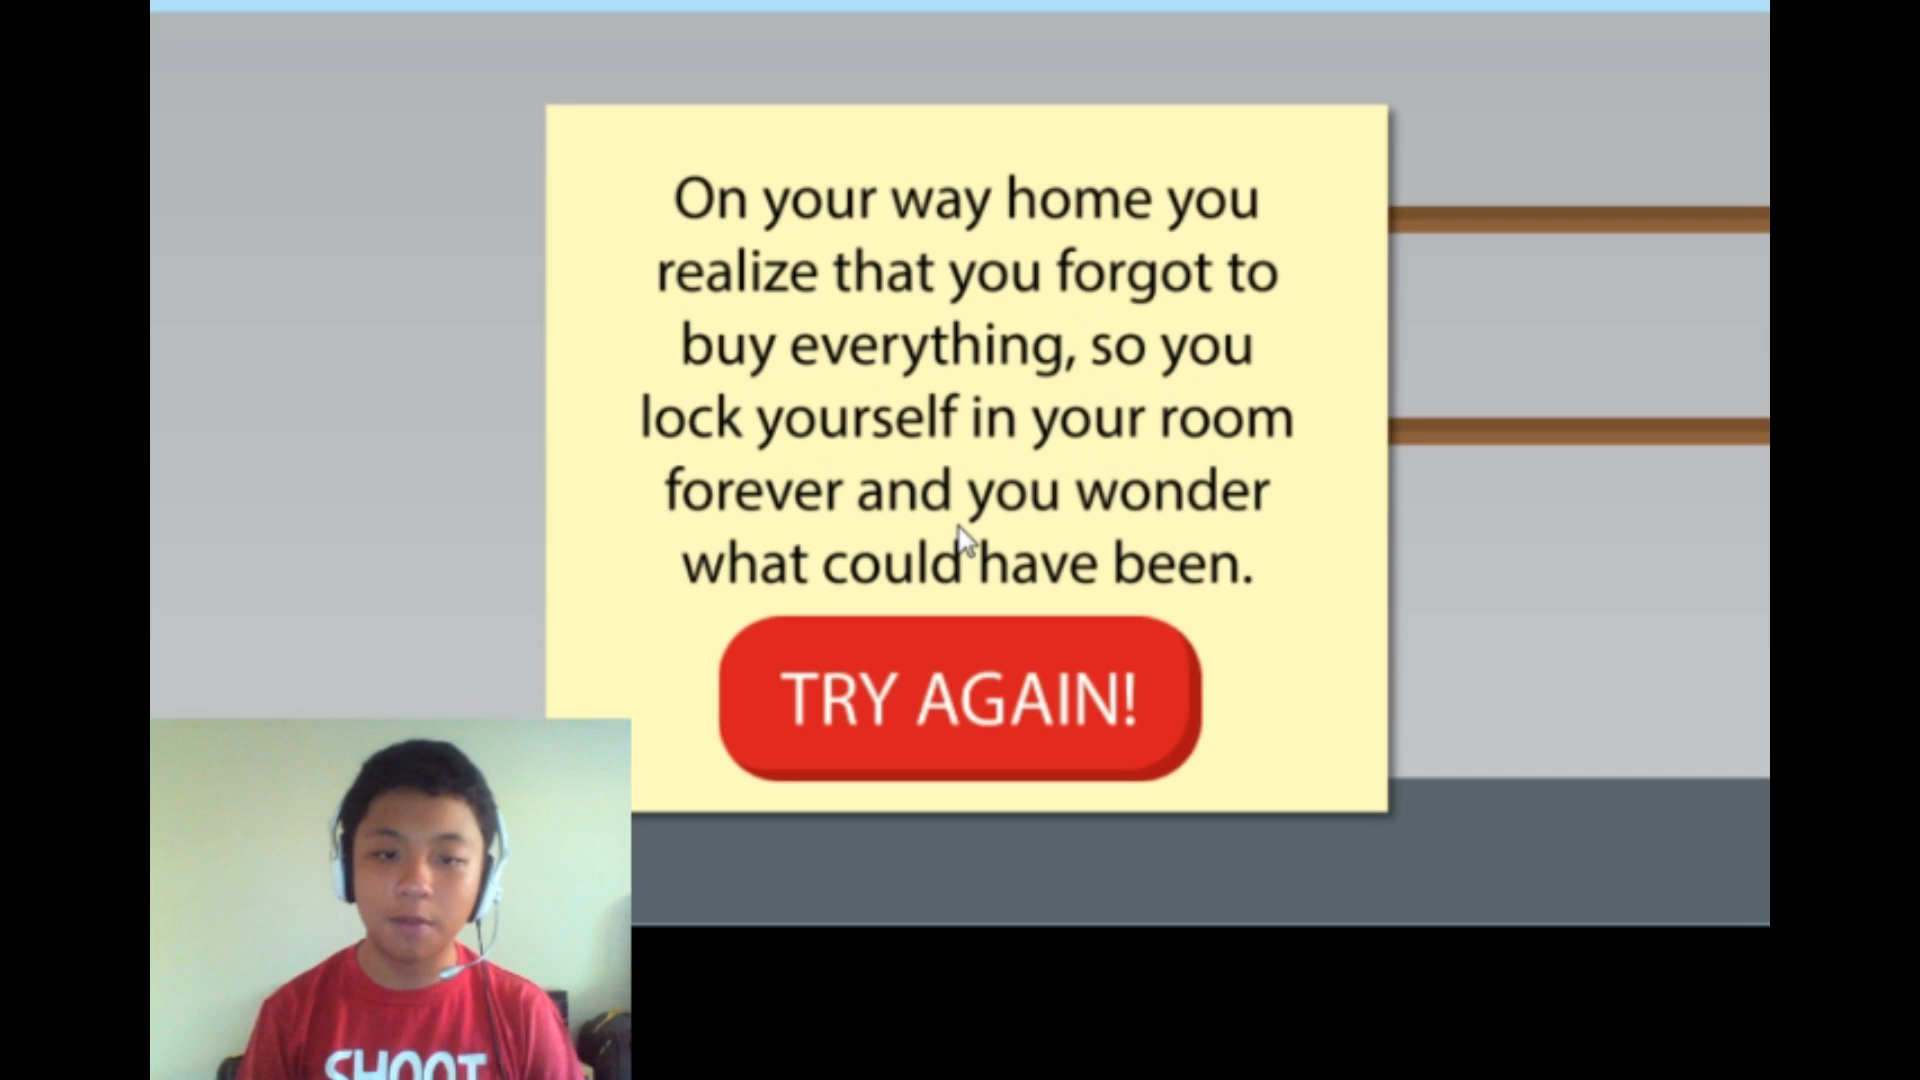 On your way home you
realize that you forgot to
buy everything, so you
lock yourself in your room
forever and you wonder
what could have been.
TRY AGAIN!
SHOOT